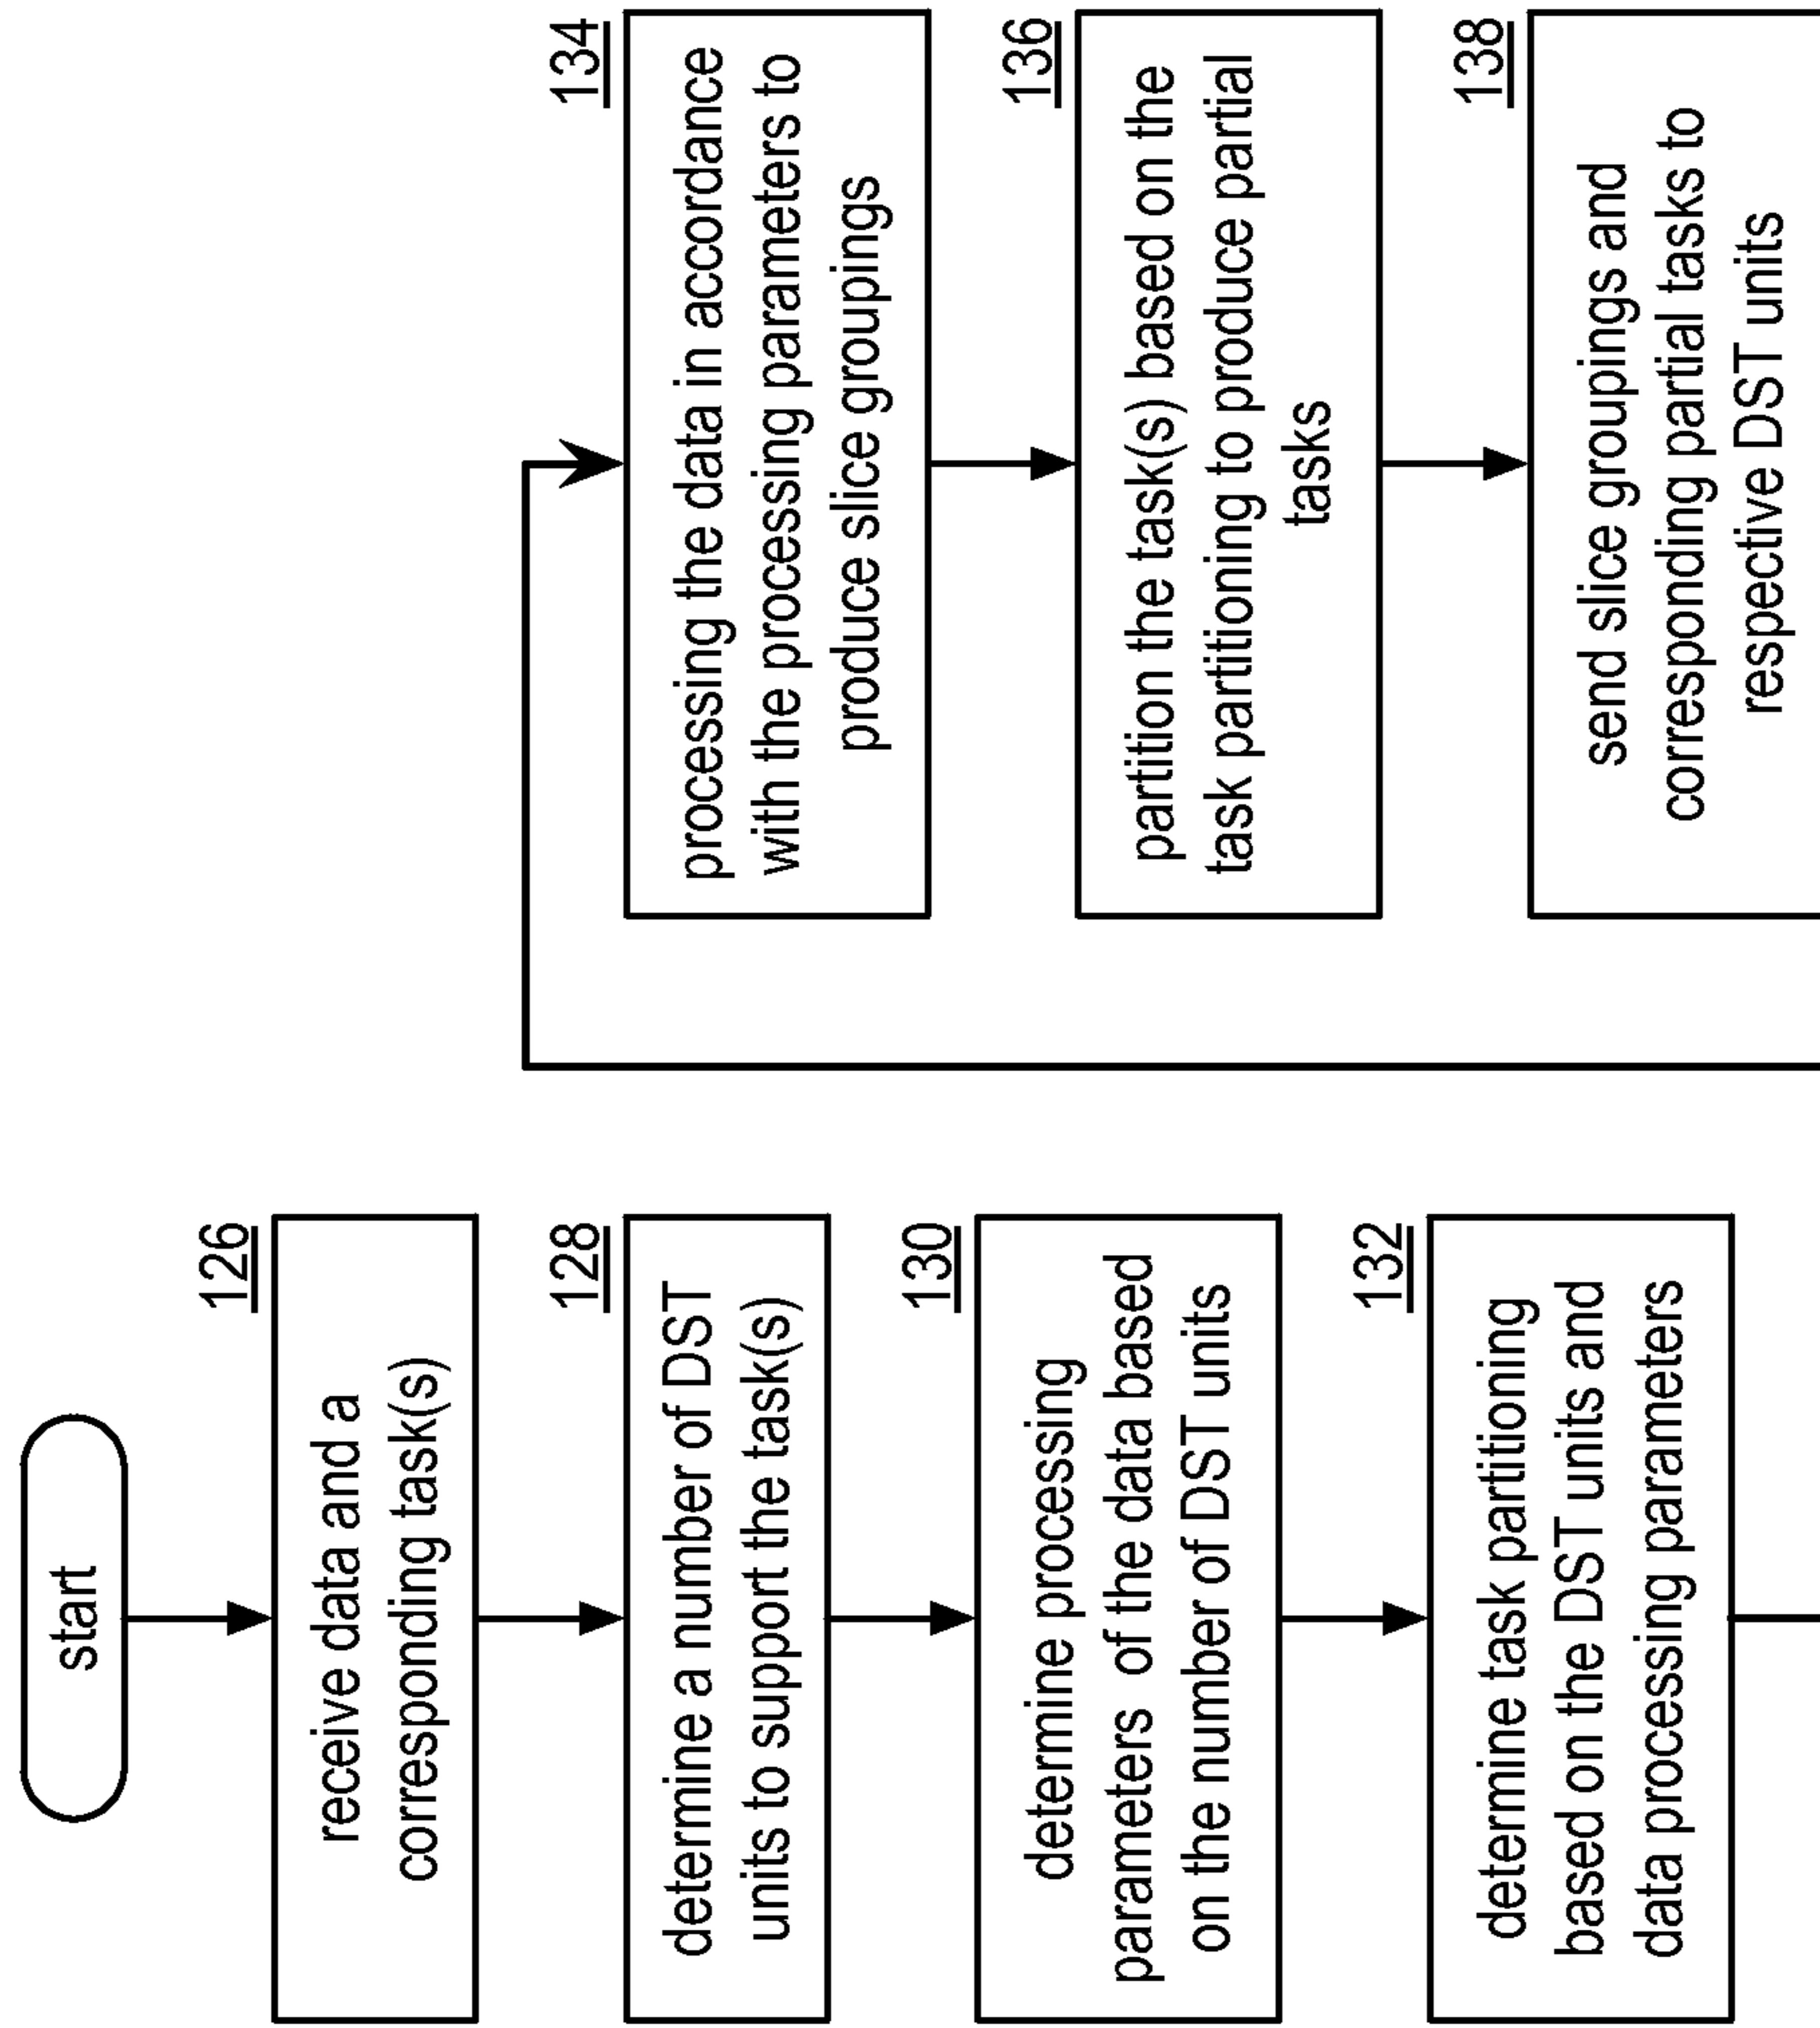 start
126
receive data and a
corresponding task(s)
128
determine a number of DST
units to support the task(s)
130
determine processing
parameters of the data based
on the number of DST units
132
determine task partitioning
based on the DST units and
data processing parameters
134
processing the data in accordance
with the processing parameters to
produce slice groupings
136
partition the task(s) based on the
task partitioning to produce partial
tasks
138
send slice groupings and
corresponding partial tasks to
respective DST units